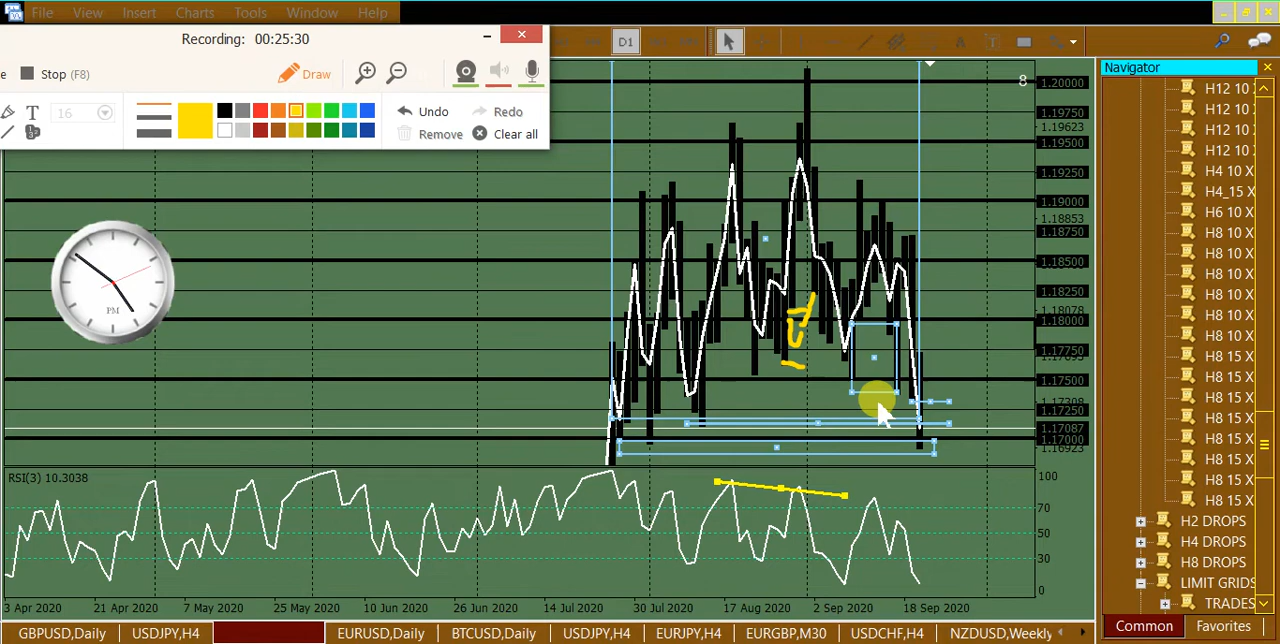 File View Insert Charts Tools Window Help
Recording: 00:25:30
e Stop (F8) Draw
T 16 Undo Redo
Remove Clear all
D1
Navigator
8
1.20000
1.19750
1.19623
1.19500
1.19250
1.19000
1.18853
1.18750
1.18500
1.18250
1.18078
1.18000
1.17750
1.17500
1.17308
1.17250
1.17087
1.17000
1.16923
PM
RSI(3) 10.3038
100
70
50
30
0
3 Apr 2020 21 Apr 2020 7 May 2020 25 May 2020 10 Jun 2020 26 Jun 2020 14 Jul 2020 30 Jul 2020 17 Aug 2020 2 Sep 2020 18 Sep 2020
H12 10
H12 10
H12 10
H12 10
H4 10 X
H4_15 X
H6 10 X
H8 10 X
H8 10 X
H8 10 X
H8 10 X
H8 10 X
H8 10 X
H8 15 X
H8 15 X
H8 15 X
H8 15 X
H8 15 X
H8 15 X
H8 15 X
H8 15 X
H2 DROPS
H4 DROPS
H8 DROPS
LIMIT GRIDS
TRADES
Common Favorites
GBPUSD,Daily USDJPY,H4 EURUSD,Daily BTCUSD,Daily USDJPY,H4 EURJPY,H4 EURGBP,M30 USDCHF,H4 NZDUSD,Weekly